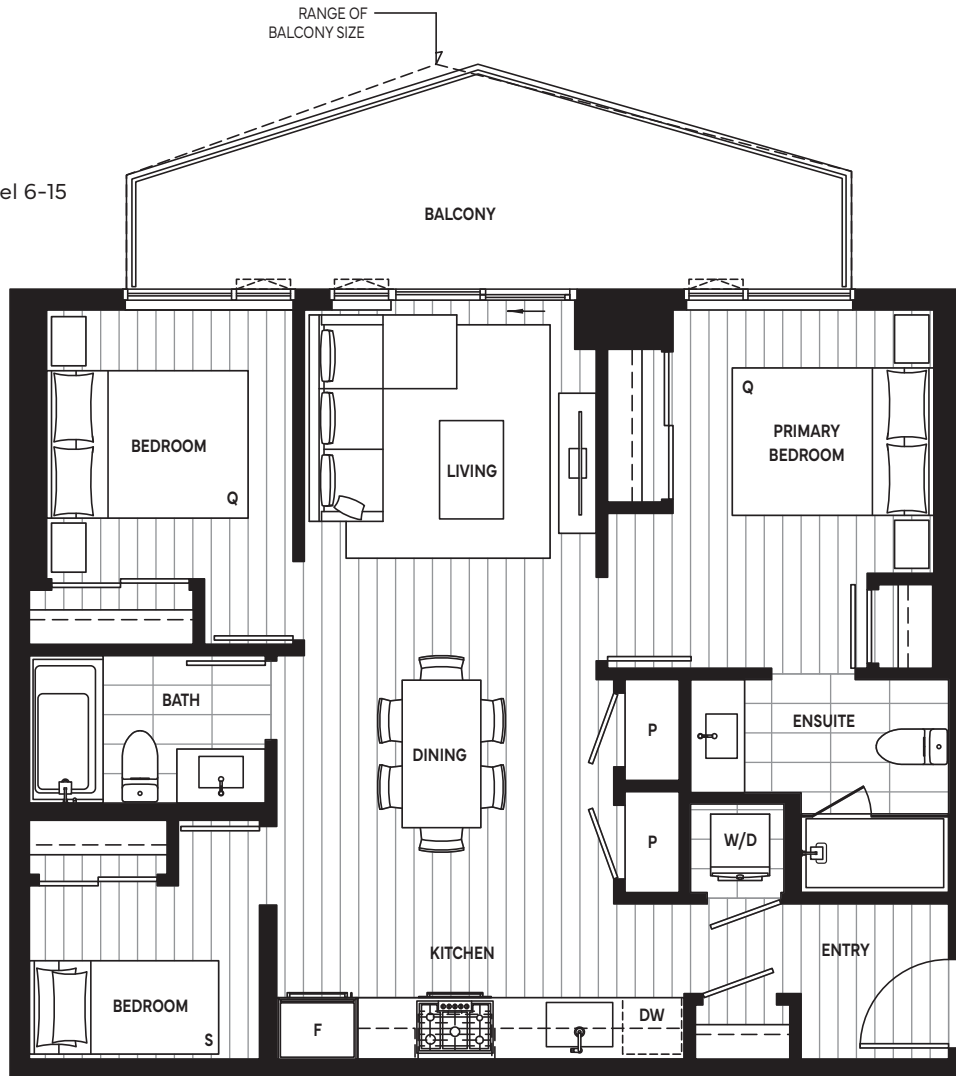 RANGE OF
BALCONY SIZE
el 6-15
BALCONY
BEDROOM
Q
LIVING
Q
PRIMARY
BEDROOM
BATH
ENSUITE
DINING
P
P
W/D
KITCHEN
ENTRY
BEDROOM
S
F
DW